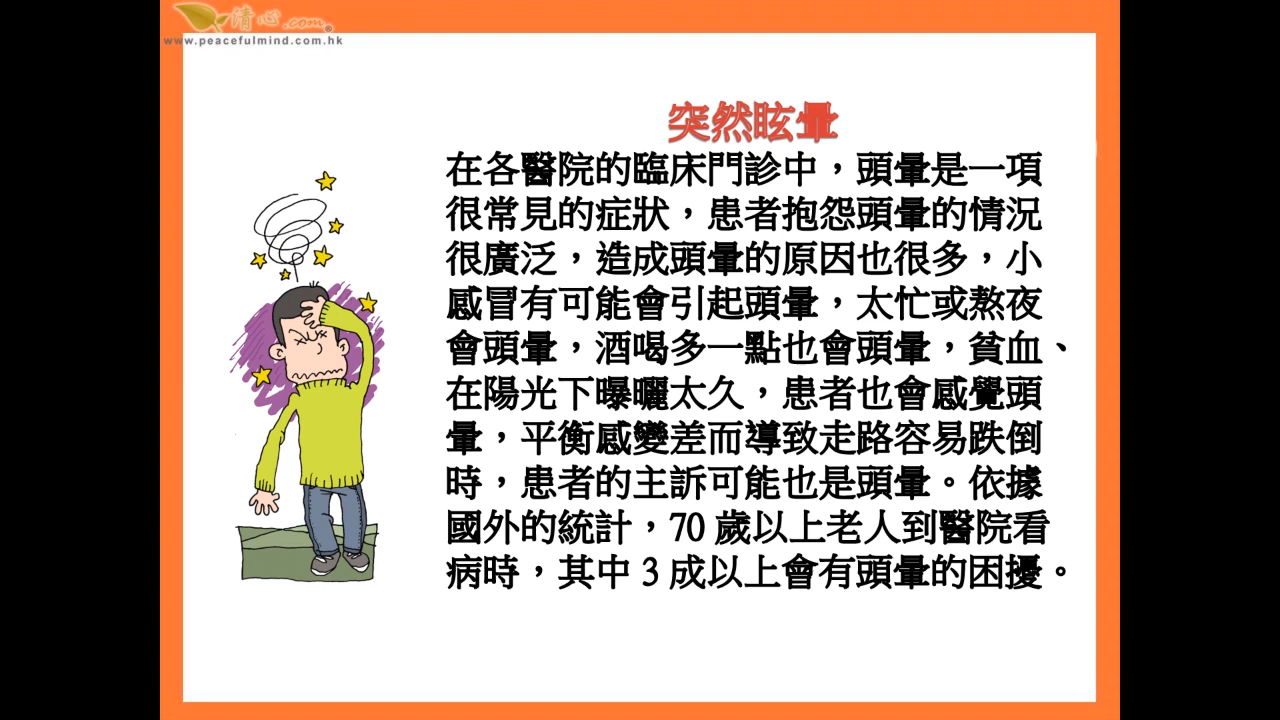 清心.com®
www.peacefulmind.com.hk
突然眩暈
在各醫院的臨床門診中，頭暈是一項
很常見的症狀，患者抱怨頭暈的情況
很廣泛，造成頭暈的原因也很多，小
感冒有可能會引起頭暈，太忙或熬夜
會頭暈，酒喝多一點也會頭暈，貧血、
在陽光下曝曬太久，患者也會感覺頭
暈，平衡感變差而導致走路容易跌倒
時，患者的主訴可能也是頭暈。依據
國外的統計，70 歲以上老人到醫院看
病時，其中 3 成以上會有頭暈的困擾。